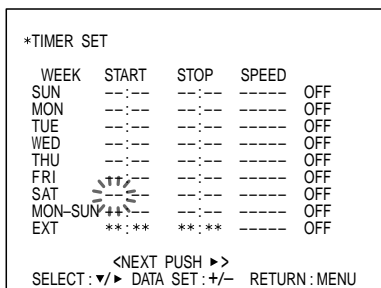 *TIMER SET
WEEK START STOP SPEED
SUN --:-- --:-- ----- OFF
MON --:-- --:-- ----- OFF
TUE --:-- --:-- ----- OFF
WED --:-- --:-- ----- OFF
THU --:-- --:-- ----- OFF
FRI --:-- --:-- ----- OFF
SAT --:-- --:-- ----- OFF
MON–SUN --:-- --:-- ----- OFF
EXT **:** **:** ----- OFF
<NEXT PUSH ►>
SELECT : ▼/► DATA SET : +/– RETURN : MENU